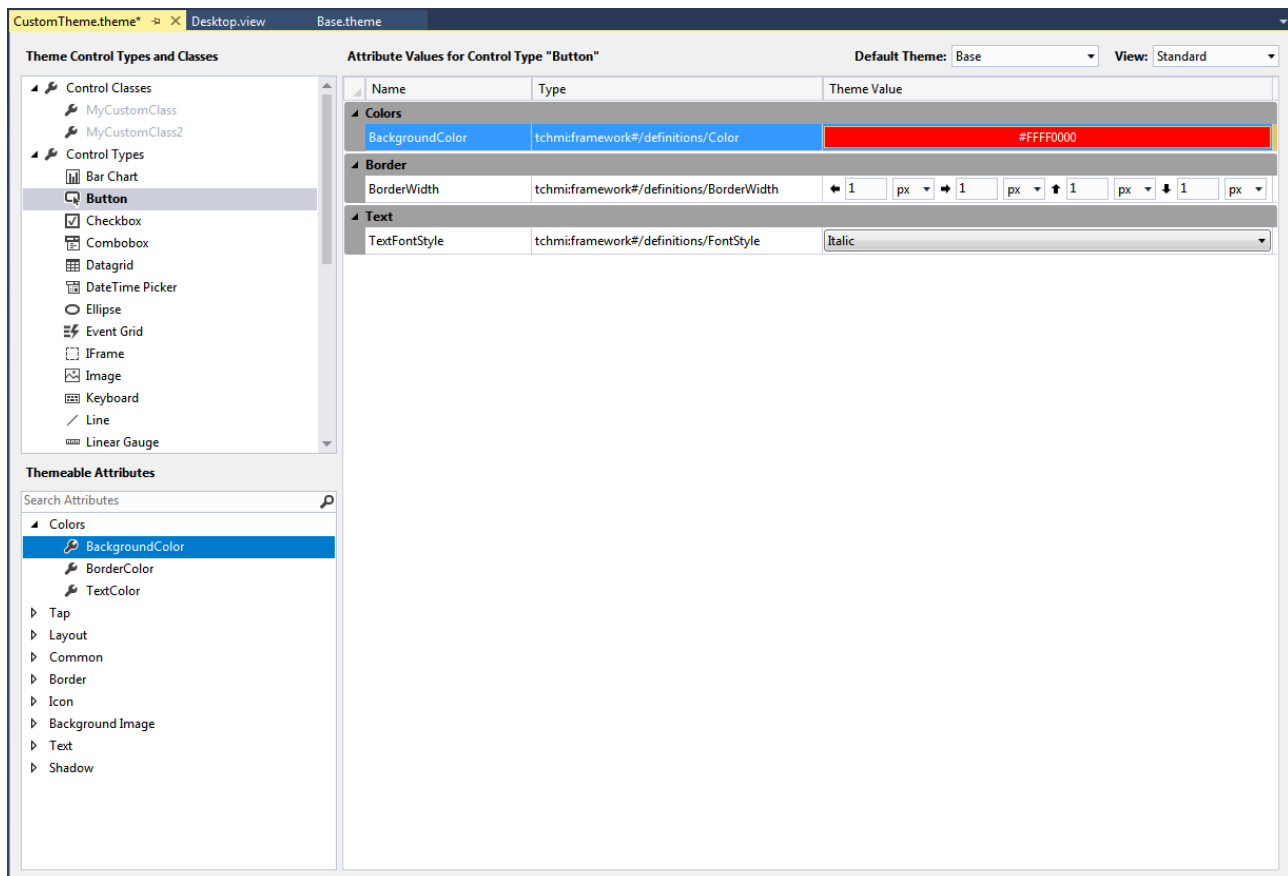 CustomTheme.theme* Desktop.view Base.theme
Theme Control Types and Classes
Control Classes
MyCustomClass
MyCustomClass2
Control Types
Bar Chart
Button
Checkbox
Combobox
Datagrid
DateTime Picker
Ellipse
Event Grid
IFrame
Image
Keyboard
Line
Linear Gauge
Themeable Attributes
Search Attributes
Colors
BackgroundColor
BorderColor
TextColor
Tap
Layout
Common
Border
Icon
Background Image
Text
Shadow
Attribute Values for Control Type "Button" Default Theme: Base View: Standard
Name Type Theme Value
Colors
BackgroundColor tchmi:framework#/definitions/Color #FFFF0000
Border
BorderWidth tchmi:framework#/definitions/BorderWidth 1 px 1 px 1 px 1 px
Text
TextFontStyle tchmi:framework#/definitions/FontStyle Italic